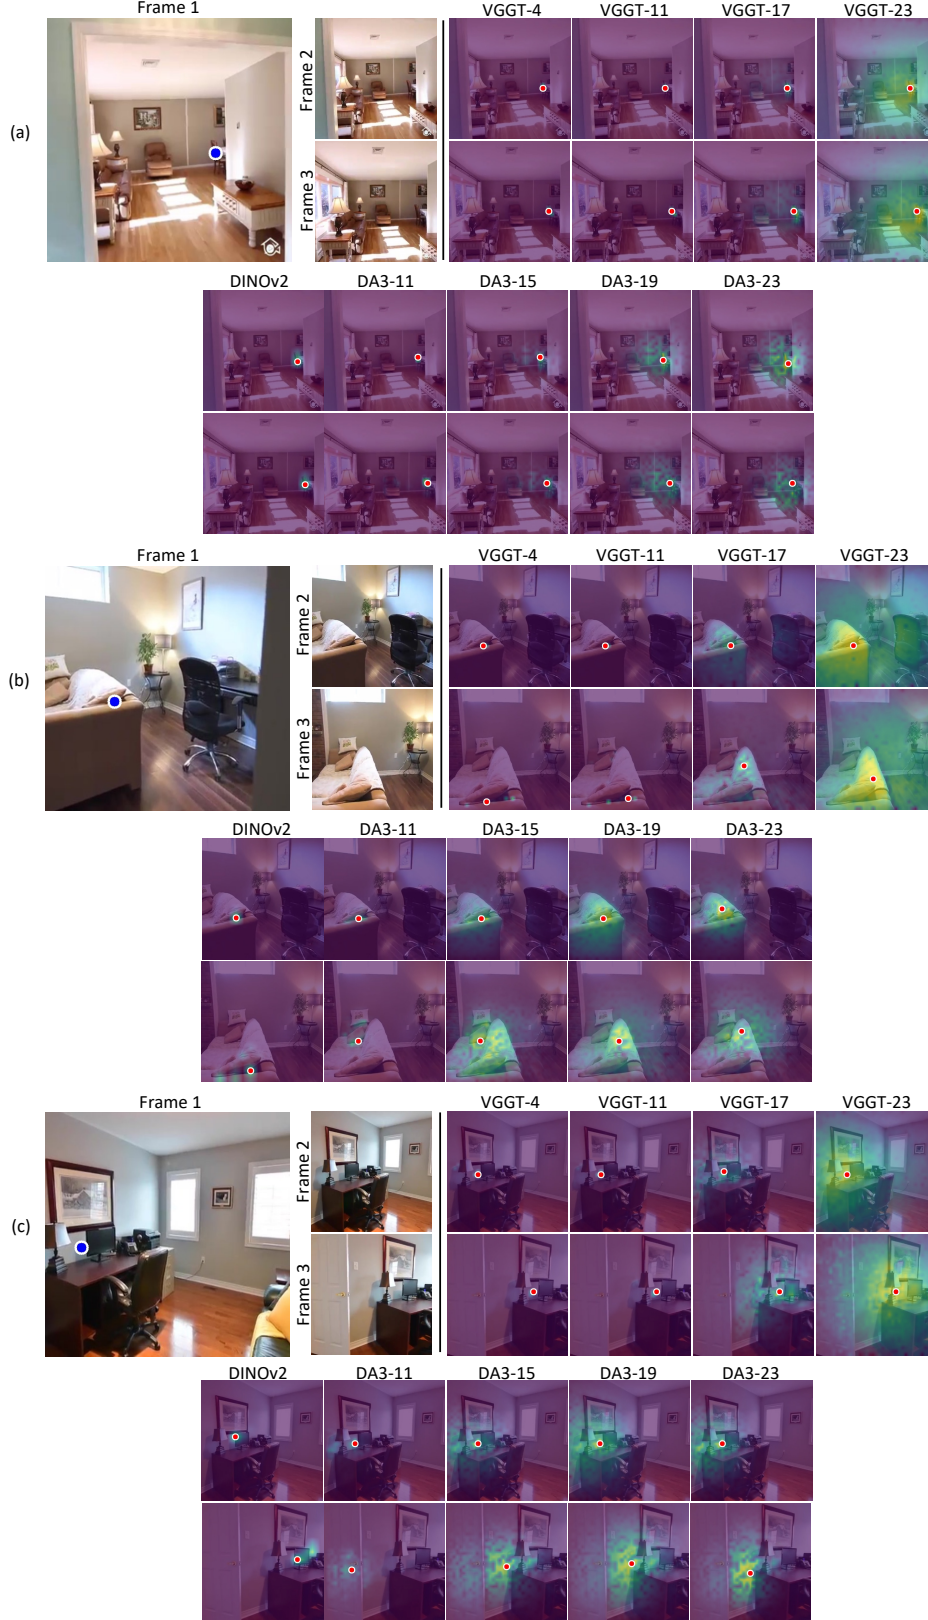 Frame 1
VGGT-4 VGGT-11 VGGT-17 VGGT-23
(a)
Frame 2
Frame 3
DINOv2 DA3-11 DA3-15 DA3-19 DA3-23
Frame 1
VGGT-4 VGGT-11 VGGT-17 VGGT-23
(b)
Frame 2
Frame 3
DINOv2 DA3-11 DA3-15 DA3-19 DA3-23
Frame 1
VGGT-4 VGGT-11 VGGT-17 VGGT-23
(c)
Frame 2
Frame 3
DINOv2 DA3-11 DA3-15 DA3-19 DA3-23